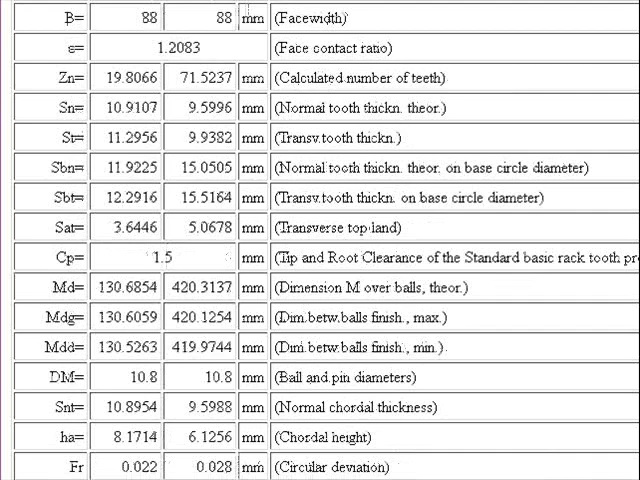 B= 88 88 mm (Facewidth)
ε= 1.2083 (Face contact ratio)
Zn= 19.8066 71.5237 mm (Calculated number of teeth)
Sn= 10.9107 9.5996 mm (Normal tooth thickn. theor.)
St= 11.2956 9.9382 mm (Transv.tooth thickn.)
Sbn= 11.9225 15.0505 mm (Normal tooth thickn. theor. on base circle diameter)
Sbt= 12.2916 15.5164 mm (Transv.tooth thickn. on base circle diameter)
Sat= 3.6446 5.0678 mm (Transverse top land)
Cp= 1.5 mm (Tip and Root Clearance of the Standard basic rack tooth pr
Md= 130.6854 420.3137 mm (Dimension M over balls, theor.)
Mdg= 130.6059 420.1254 mm (Dim.betw.balls finish., max.)
Mdd= 130.5263 419.9744 mm (Dim.betw.balls finish., min.)
DM= 10.8 10.8 mm (Ball and pin diameters)
Snt= 10.8954 9.5988 mm (Normal chordal thickness)
ha= 8.1714 6.1256 mm (Chordal height)
Fr 0.022 0.028 mm (Circular deviation)